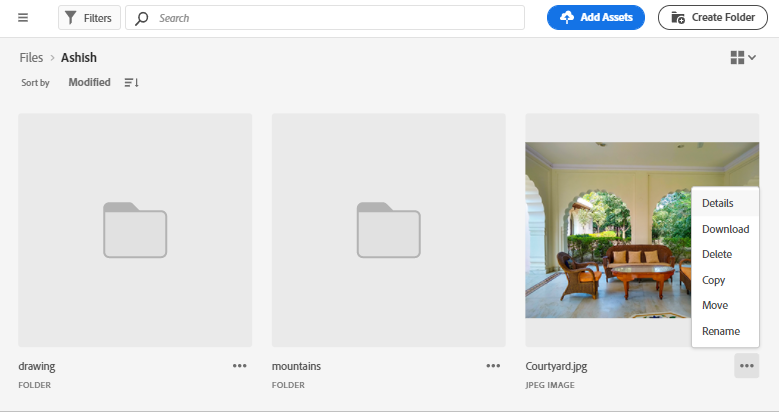 Filters
Search
Add Assets
Create Folder
Files > Ashish
Sort by Modified
Details
Download
Delete
Copy
Move
Rename
drawing
FOLDER
mountains
FOLDER
Courtyard.jpg
JPEG IMAGE